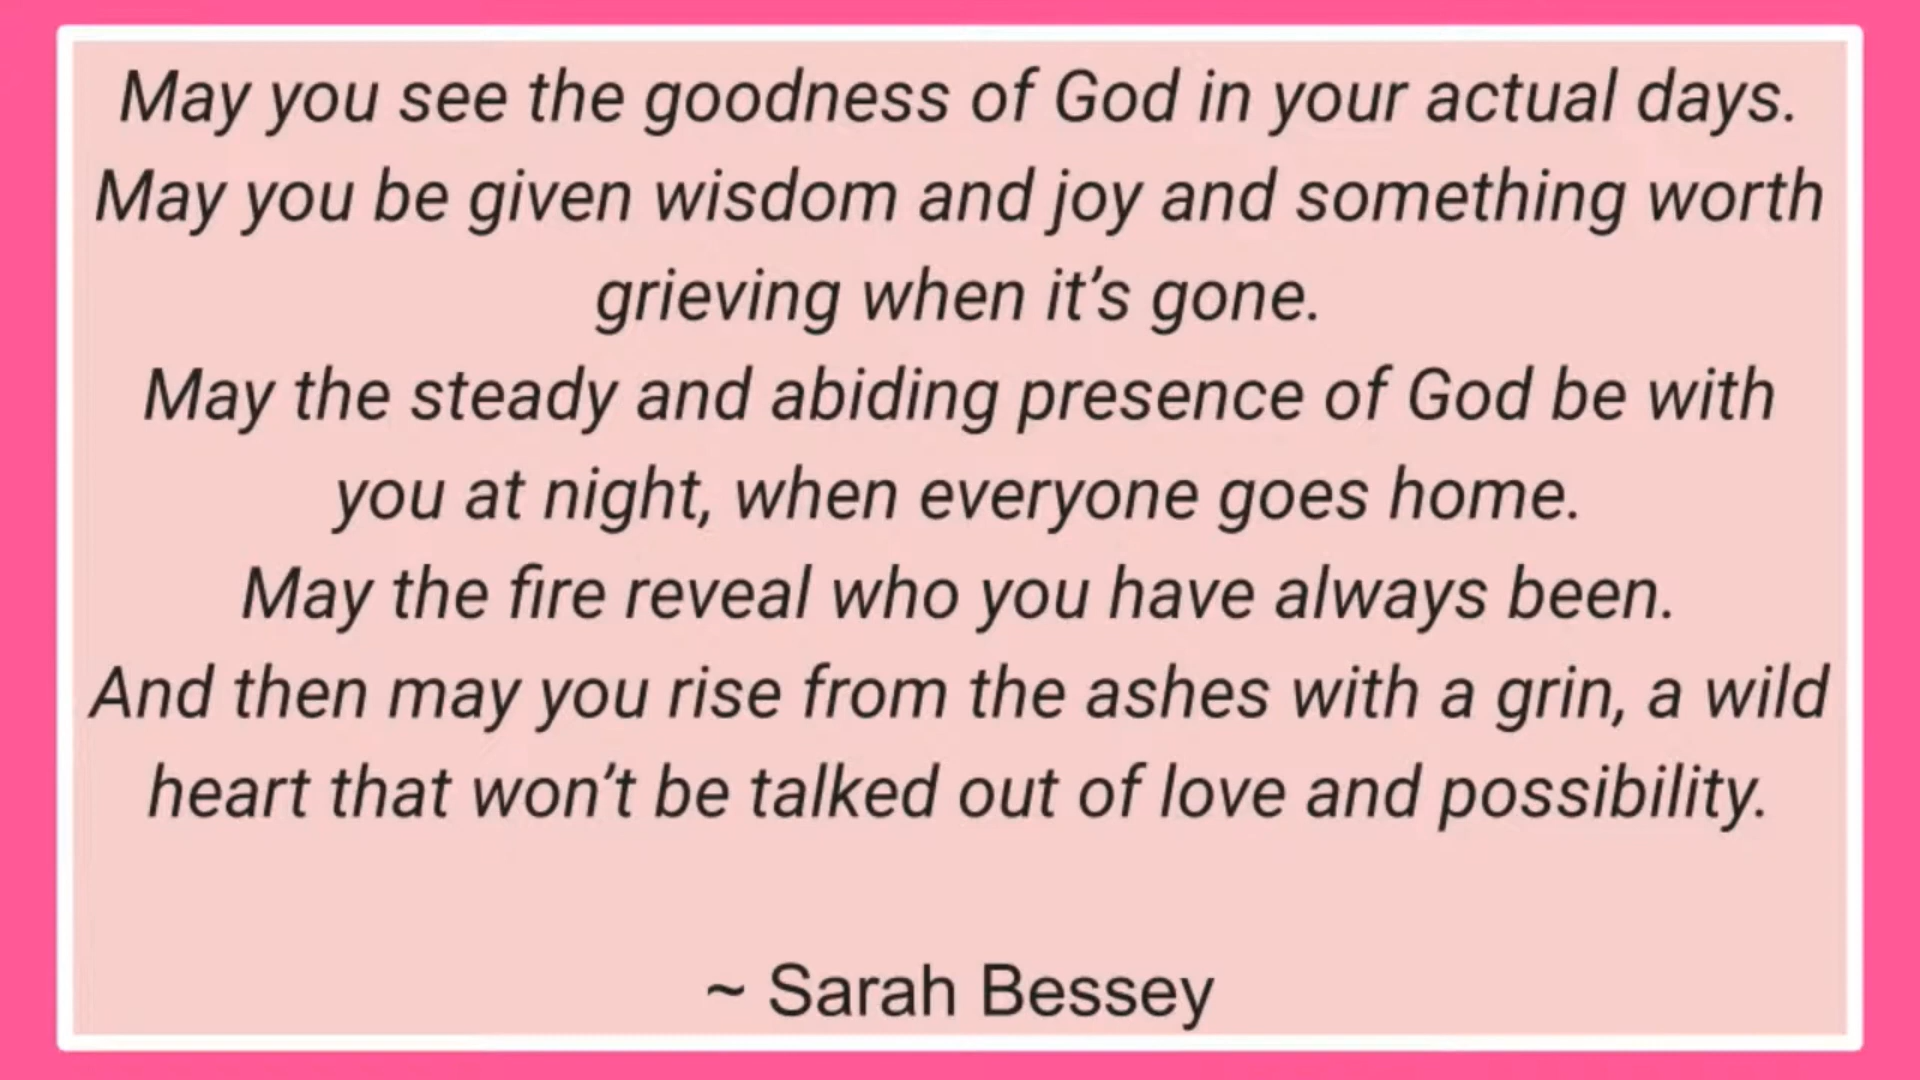 May you see the goodness of God in your actual days.
May you be given wisdom and joy and something worth
grieving when it’s gone.
May the steady and abiding presence of God be with
you at night, when everyone goes home.
May the fire reveal who you have always been.
And then may you rise from the ashes with a grin, a wild
heart that won’t be talked out of love and possibility.
~ Sarah Bessey